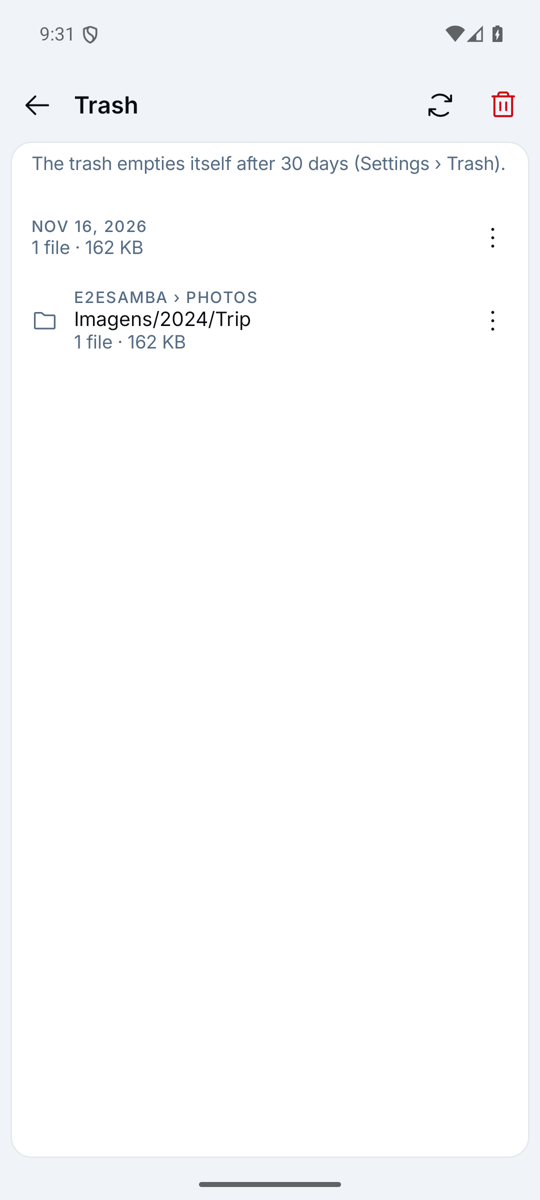 9:31
Trash
The trash empties itself after 30 days (Settings › Trash).
NOV 16, 2026
1 file · 162 KB
E2ESAMBA › PHOTOS
Imagens/2024/Trip
1 file · 162 KB